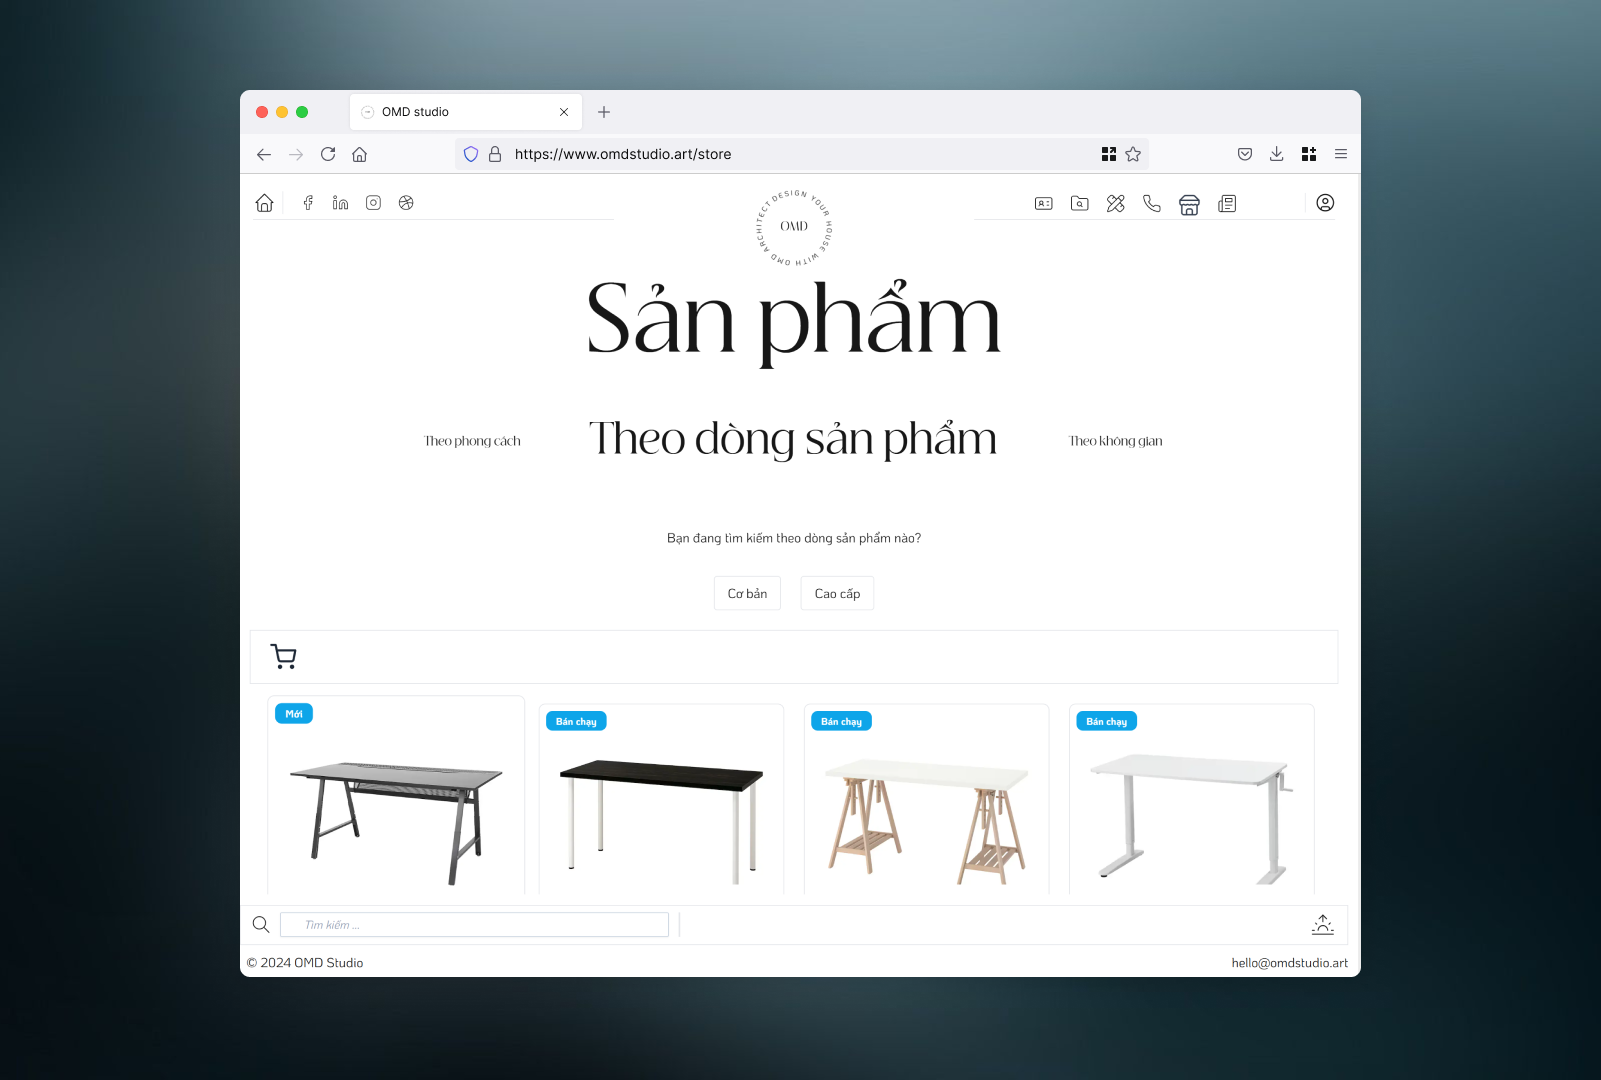 OMD studio
https://www.omdstudio.art/store
DESIGN YOUR HOUSE WITH OMD ARCHITECT
OMD
Sản phẩm
Theo phong cách
Theo dòng sản phẩm
Theo không gian
Bạn đang tìm kiếm theo dòng sản phẩm nào?
Cơ bản
Cao cấp
Mới
Bán chạy
Bán chạy
Bán chạy
Tìm kiếm ...
© 2024 OMD Studio
hello@omdstudio.art